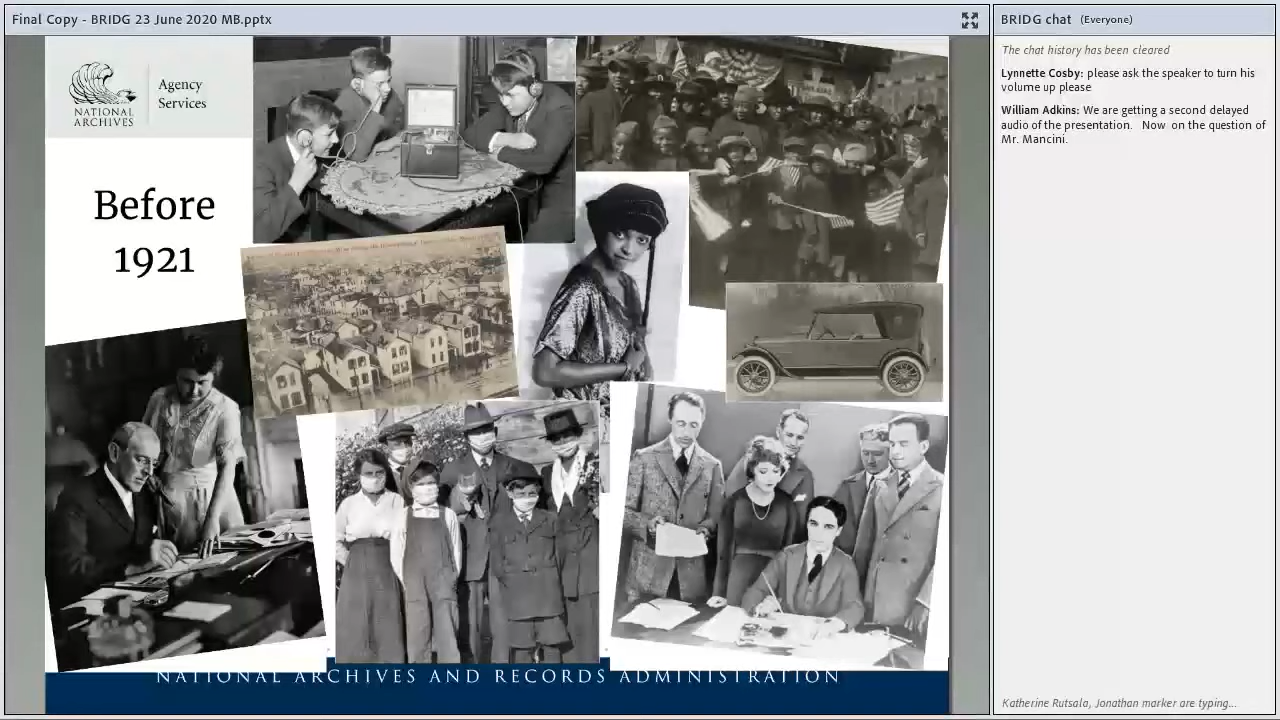 Final Copy - BRIDG 23 June 2020 MB.pptx
NATIONAL
ARCHIVES
Agency
Services
Before
1921
NATIONAL ARCHIVES AND RECORDS ADMINISTRATION
BRIDG chat (Everyone)
The chat history has been cleared
Lynnette Cosby: please ask the speaker to turn his
volume up please
William Adkins: We are getting a second delayed
audio of the presentation. Now on the question of
Mr. Mancini.
Katherine Rutsala, Jonathan marker are typing...